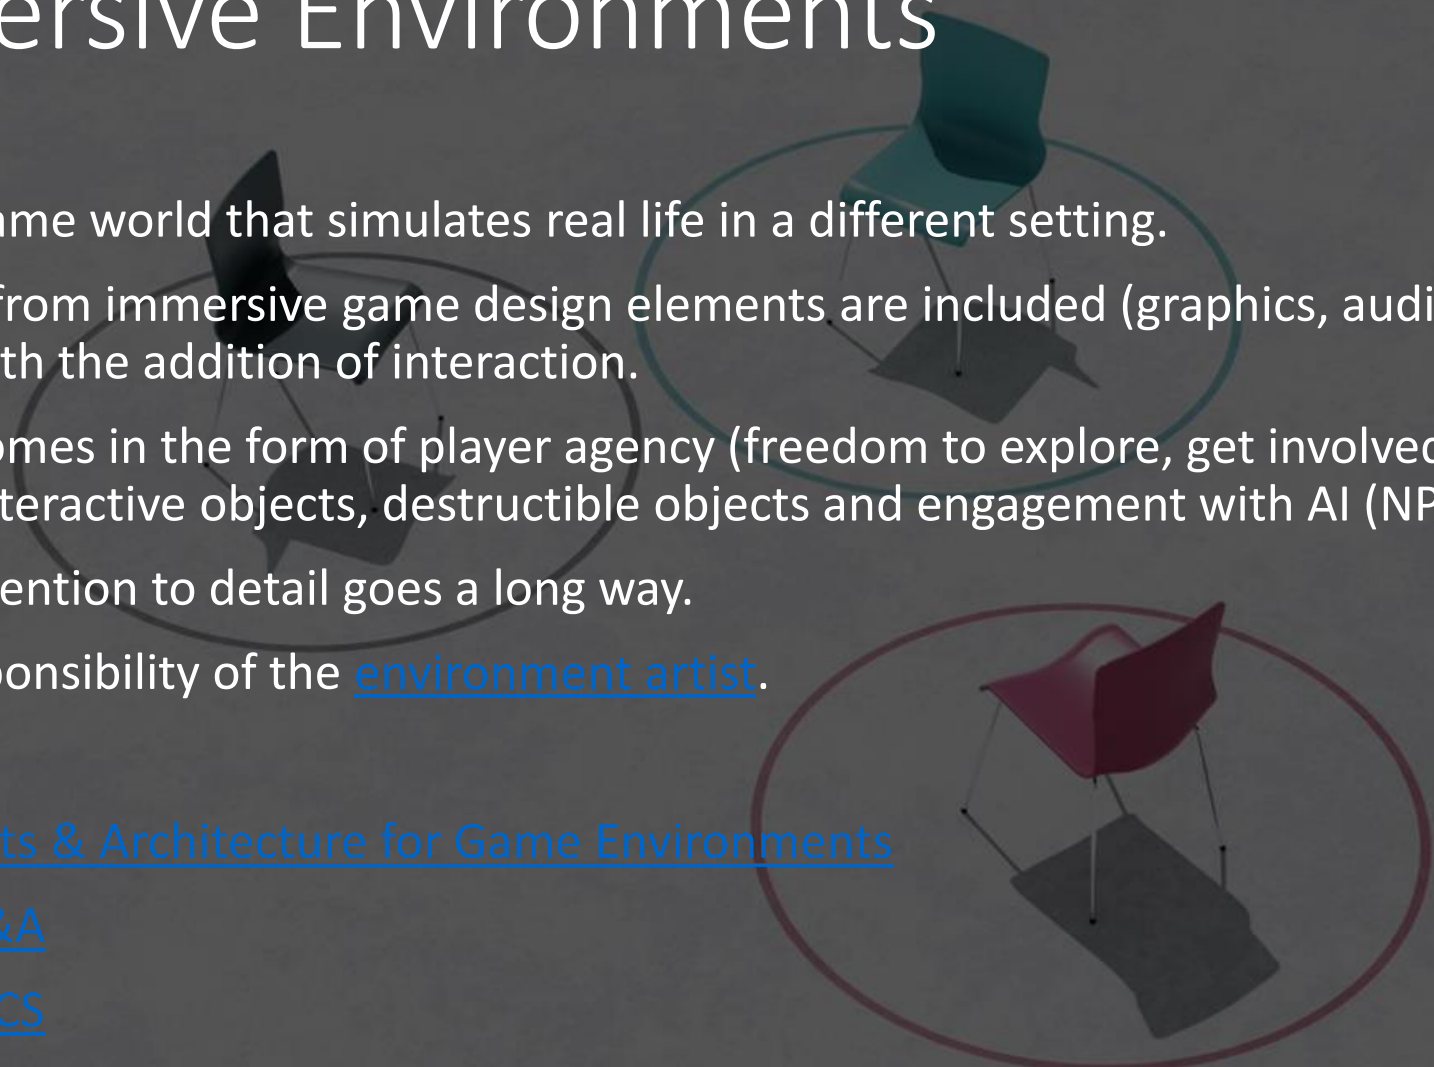 ersive Environments
ame world that simulates real life in a different setting.
from immersive game design elements are included (graphics, audi
th the addition of interaction.
omes in the form of player agency (freedom to explore, get involved
teractive objects, destructible objects and engagement with AI (NP
ention to detail goes a long way.
ponsibility of the environment artist.
ts & Architecture for Game Environments
&A
CS